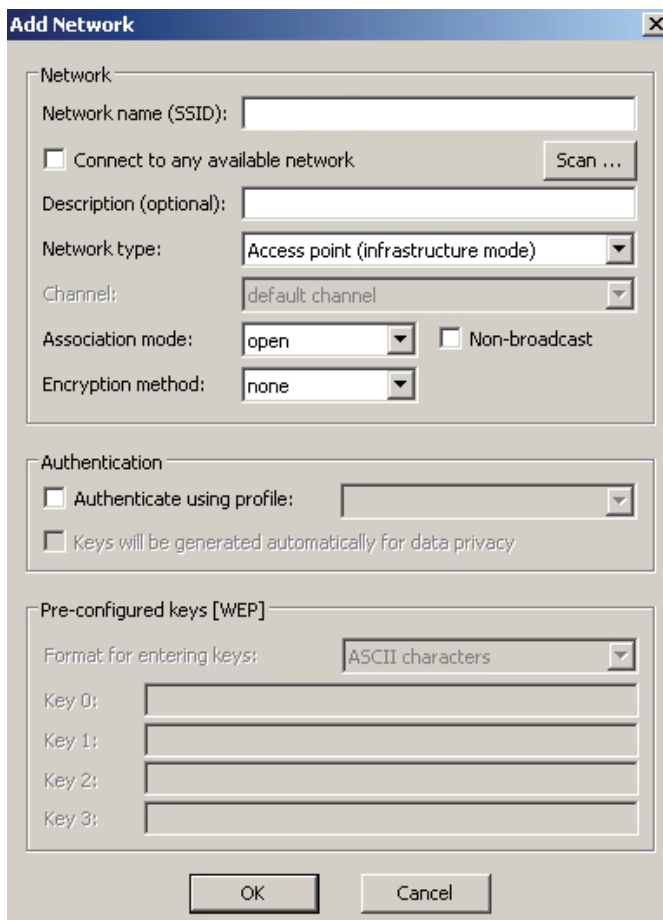 Add Network
Network
Network name (SSID):
Connect to any available network Scan ...
Description (optional):
Network type: Access point (infrastructure mode)
Channel: default channel
Association mode: open Non-broadcast
Encryption method: none
Authentication
Authenticate using profile:
Keys will be generated automatically for data privacy
Pre-configured keys [WEP]
Format for entering keys: ASCII characters
Key 0:
Key 1:
Key 2:
Key 3:
OK Cancel